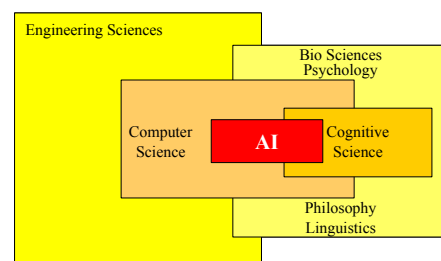 Engineering Sciences
Bio Sciences
Psychology
Computer
Science
AI
Cognitive
Science
Philosophy
Linguistics